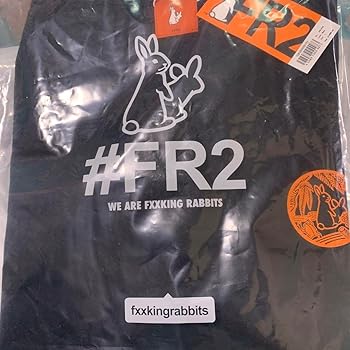 FR2
#FR2
WE ARE FXXKING RABBITS
fxxkingrabbits